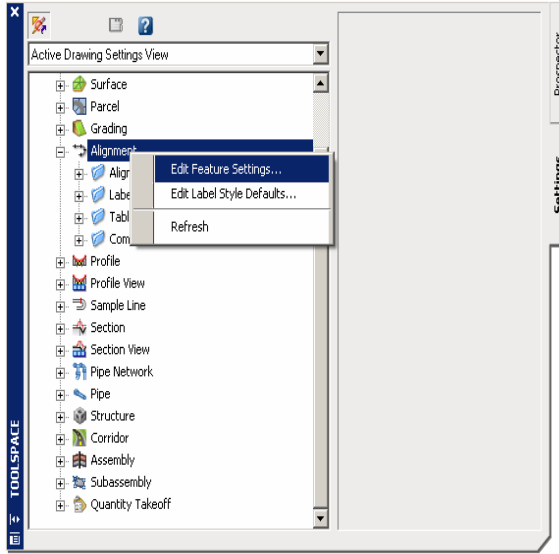 Active Drawing Settings View
Surface
Parcel
Grading
Alignment
Edit Feature Settings...
Edit Label Style Defaults...
Refresh
Profile
Profile View
Sample Line
Section
Section View
Pipe Network
Pipe
Structure
Corridor
Assembly
Subassembly
Quantity Takeoff
TOOLSPACE
Prospector
Settings